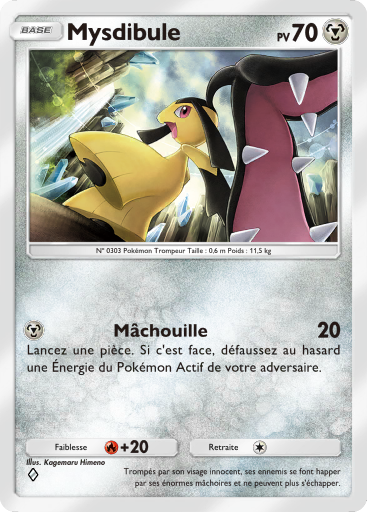 BASE Mysdibule PV 70
N° 0303 Pokémon Trompeur Taille : 0.6 m Poids : 11,5 kg
Mâchouille 20
Lancez une pièce. Si c'est face, défaussez au hasard
une Énergie du Pokémon Actif de votre adversaire.
Faiblesse +20 Retraite
Illus. Kagemaru Himeno
Trompés par son visage innocent, ses ennemis se font happer
par ses énormes mâchoires et ne peuvent plus s'échapper.